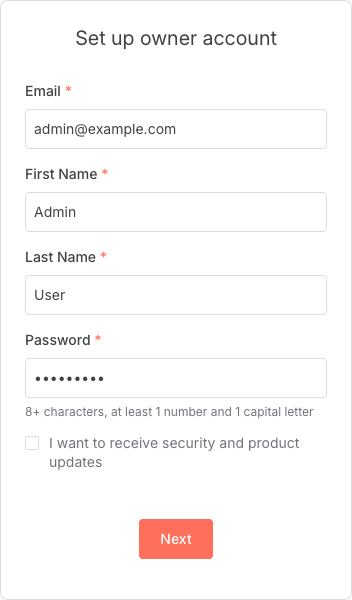 Set up owner account
Email *
admin@example.com
First Name *
Admin
Last Name *
User
Password *
•••••••••
8+ characters, at least 1 number and 1 capital letter
I want to receive security and product
updates
Next